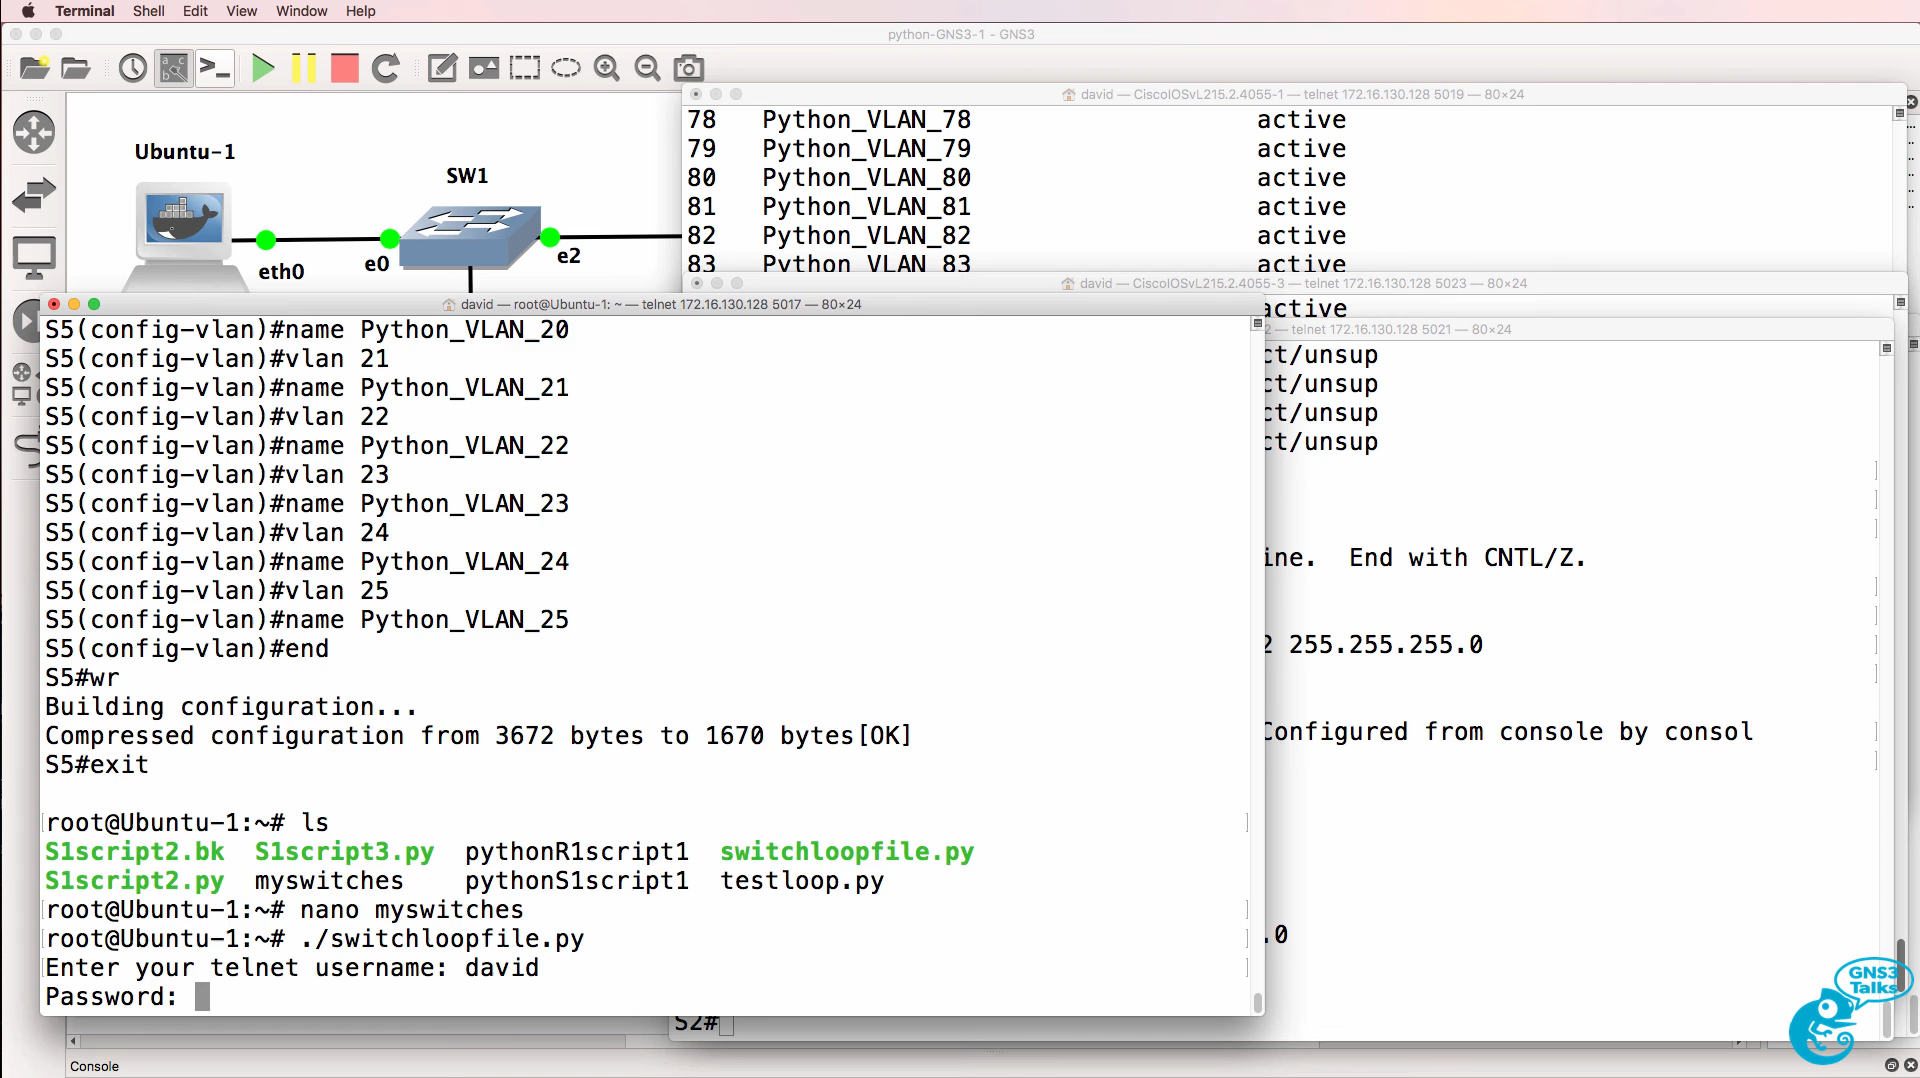 Terminal Shell Edit View Window Help
python-GNS3-1 - GNS3
Ubuntu-1
SW1
eth0
e0
e2
david — CiscoIOSvL215.2.4055-1 — telnet 172.16.130.128 5019 — 80×24
78 Python_VLAN_78 active
79 Python_VLAN_79 active
80 Python_VLAN_80 active
81 Python_VLAN_81 active
82 Python_VLAN_82 active
83 Python_VLAN_83 active
david — CiscoIOSvL215.2.4055-3 — telnet 172.16.130.128 5023 — 80×24
active
2 — telnet 172.16.130.128 5021 — 80×24
ct/unsup
ct/unsup
ct/unsup
ct/unsup
ine. End with CNTL/Z.
2 255.255.255.0
Configured from console by consol
.0
S2#
david — root@Ubuntu-1: ~ — telnet 172.16.130.128 5017 — 80×24
S5(config-vlan)#name Python_VLAN_20
S5(config-vlan)#vlan 21
S5(config-vlan)#name Python_VLAN_21
S5(config-vlan)#vlan 22
S5(config-vlan)#name Python_VLAN_22
S5(config-vlan)#vlan 23
S5(config-vlan)#name Python_VLAN_23
S5(config-vlan)#vlan 24
S5(config-vlan)#name Python_VLAN_24
S5(config-vlan)#vlan 25
S5(config-vlan)#name Python_VLAN_25
S5(config-vlan)#end
S5#wr
Building configuration...
Compressed configuration from 3672 bytes to 1670 bytes[OK]
S5#exit
root@Ubuntu-1:~# ls
S1script2.bk S1script3.py pythonR1script1 switchloopfile.py
S1script2.py myswitches pythonS1script1 testloop.py
root@Ubuntu-1:~# nano myswitches
root@Ubuntu-1:~# ./switchloopfile.py
Enter your telnet username: david
Password:
Console
GNS3
Talks